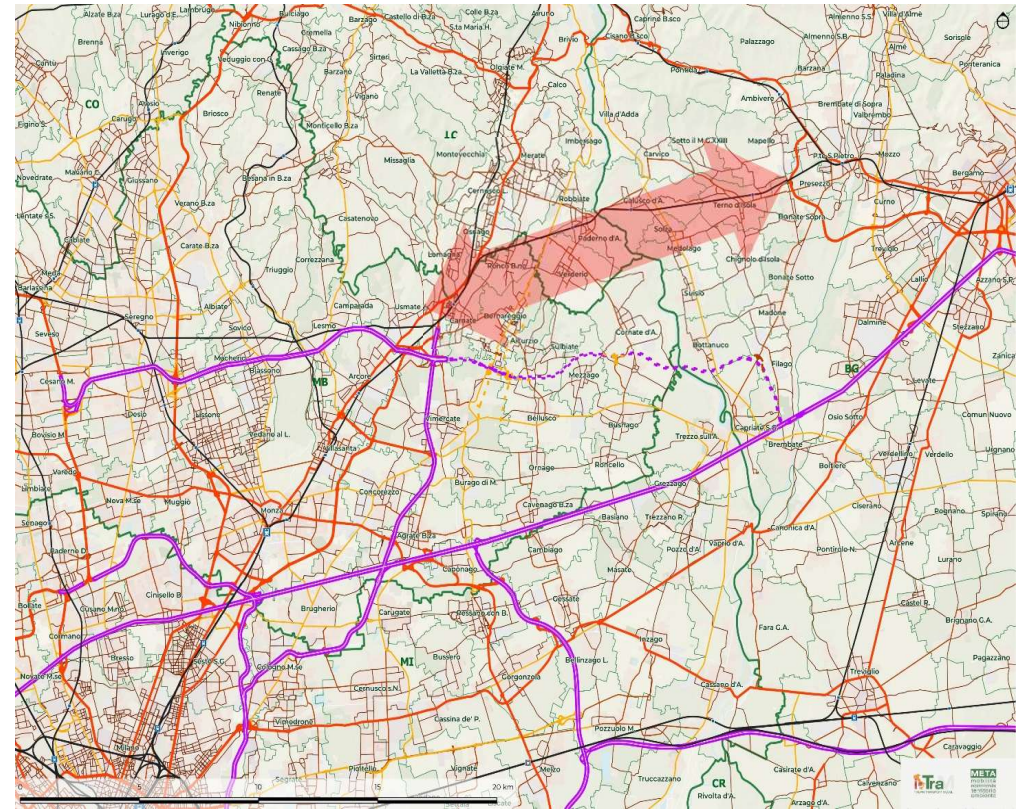 Alzate B.za
Lurago d'E.
Lambrugo
Nibionno
Bulciago
Barzago
Castello di B.za
Colle B.za
S.ta Maria H.
Airuno
Brivio
Caprino B.sco
Cisano B.sco
Almenno S.S.
Villa d'Almè
Brenna
Cremella
Cassago B.za
Sirtori
Olgiate M.
Palazzago
Almenno S.B.
Almè
Sorisole
Inverigo
Veduggio con C.
Barzanò
La Valletta B.za
Calco
Pontida
Barzana
Paladina
Ponteranica
Cantù
Renate
Viganò
Ambivere
CO
Arosio
Carugo
Briosco
Monticello B.za
LC
Villa d'Adda
Brembate di Sopra
Valbrembo
Figino S.
Missaglia
Montevecchia
Merate
Imbersago
Sotto il M.G.XXIII
Mapello
Carvico
P.te S.Pietro
Mozzo
Novedrate
Mariano C.
Giussano
Besana in B.za
Cernusco
Robbiate
Calusco d'A.
Presezzo
Bergamo
Verano B.za
Casatenovo
Terno d'Isola
Curno
Lentate s.S.
Cabiate
Osnago
Paderno d'A.
Solza
Bonate Sopra
Carate B.za
Correzzana
Lomagna
Ronco B.no
Verderio
Medolago
Treviolo
Meda
Triuggio
Chignolo d'Isola
Barlassina
Albiate
Camparada
Usmate
Carnate
Bernareggio
Suisio
Bonate Sotto
Lallio
Azzano S.P.
Seregno
Madone
Seveso
Sovico
Lesmo
Aicurzio
Sulbiate
Cornate d'A.
Dalmine
Stezzano
Macherio
Bottanuco
Filago
Zanica
Cesano M.
Biassono
MB
Arcore
Mezzago
BG
Levate
Desio
Lissone
Vimercate
Bellusco
Busnago
Capriate S.G.
Osio Sotto
Comun Nuovo
Bovisio M.
Vedano al L.
Villasanta
Trezzo sull'A.
Brembate
Verdellino
Verdello
Urgnano
Varedo
Ornago
Roncello
Boltiere
Limbiate
Nova M.se
Muggiò
Concorezzo
Burago di M.
Grezzago
Ciserano
Senago
Monza
Cavenago B.za
Basiano
Trezzano R.
Pognano
Spirano
Paderno D.
Agrate B.za
Cambiago
Pozzo d'A.
Vaprio d'A.
Canonica d'A.
Pontirolo N.
Arcene
Lurano
Caponago
Masate
Bollate
Cusano M.no
Cinisello B.
Brugherio
Carugate
Pessago con B.
Gessate
Castel R.
Cormano
Inzago
Fara G.A.
Brignano G.A.
Bresso
Sesto S.G.
MI
Bussero
Bellinzago L.
Pagazzano
Novate M.se
Cologno M.se
Cernusco s.N.
Gorgonzola
Cassano d'A.
Treviglio
Vimodrone
Cassina de' P.
Pozzuolo M.
Milano
Pioltello
Vignate
Melzo
Caravaggio
Segrate
Truccazzano
CR
Rivolta d'A.
Casirate d'A.
Calvenzano
Arzago d'A.
0
5
10
20 km
META